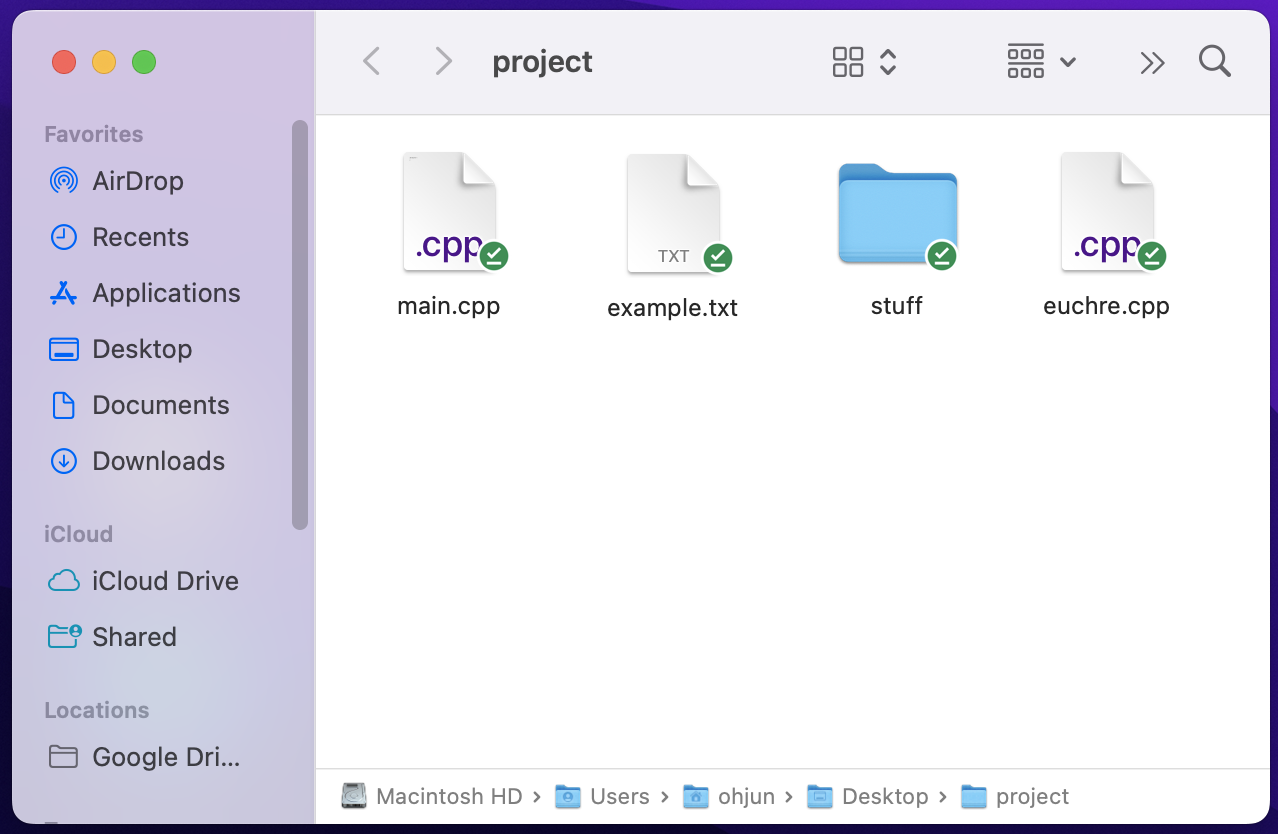 project
Favorites
AirDrop
Recents
Applications
Desktop
Documents
Downloads
iCloud
iCloud Drive
Shared
Locations
Google Dri...
.cpp
TXT
.cpp
main.cpp
example.txt
stuff
euchre.cpp
Macintosh HD › Users › ohjun › Desktop › project